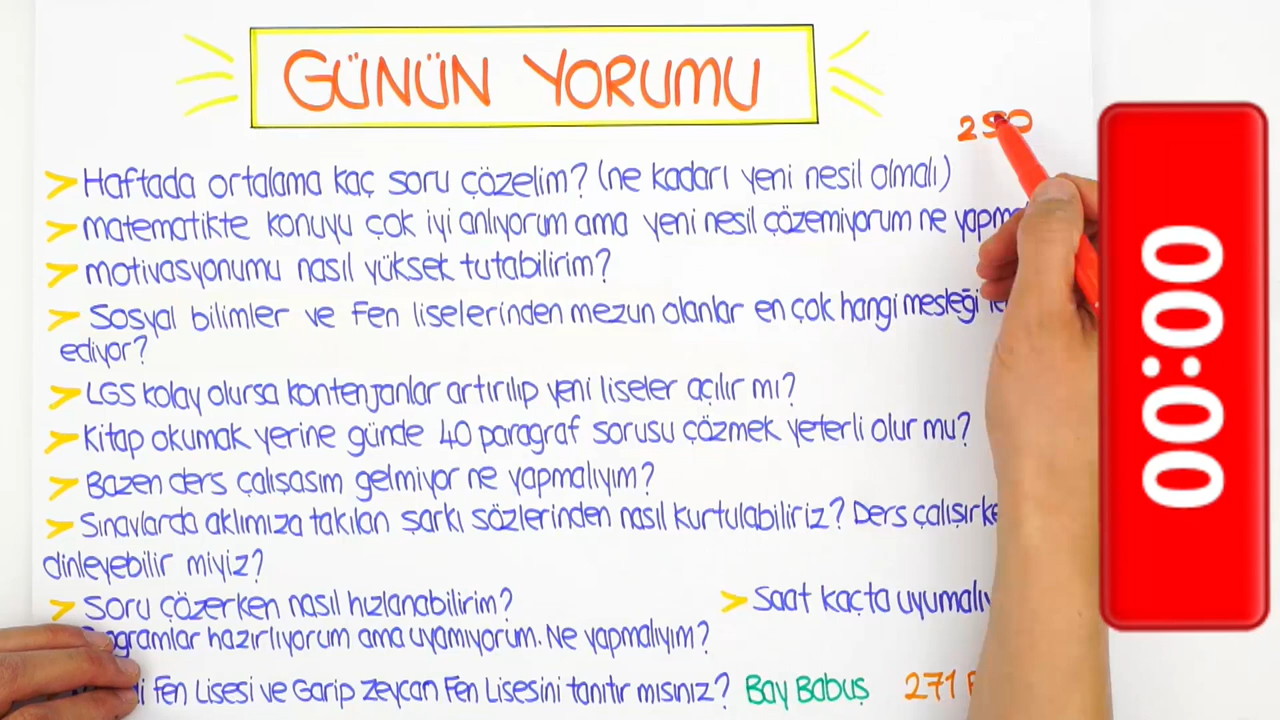 GÜNÜN YORUMU
250
> Haftada ortalama kaç soru çözelim? (ne kadarı yeni nesil olmalı)
> matematikte konuyu çok iyi anlıyorum ama yeni nesil çözemiyorum ne yapma
> motivasyonumu nasıl yüksek tutabilirim?
> Sosyal bilimler ve Fen liselerinden mezun olanlar en çok hangi mesleği
ediyor?
> LGS kolay olursa kontenjanlar artırılıp yeni liseler açılır mı?
> Kitap okumak yerine günde 40 paragraf sorusu çözmek yeterli olur mu?
> Bazen ders çalışasım gelmiyor ne yapmalıyım?
> Sınavlarda aklımıza takılan şarkı sözlerinden nasıl kurtulabiliriz? Ders çalışırke
dinleyebilir miyiz?
> Soru çözerken nasıl hızlanabilirim? > Saat kaçta uyumalıy
ogramlar hazırlıyorum ama uyamıyorum. Ne yapmalıyım?
di Fen Lisesi ve Garip Zeycan Fen Lisesini tanıtır mısınız? Bay Babuş 271
00:00